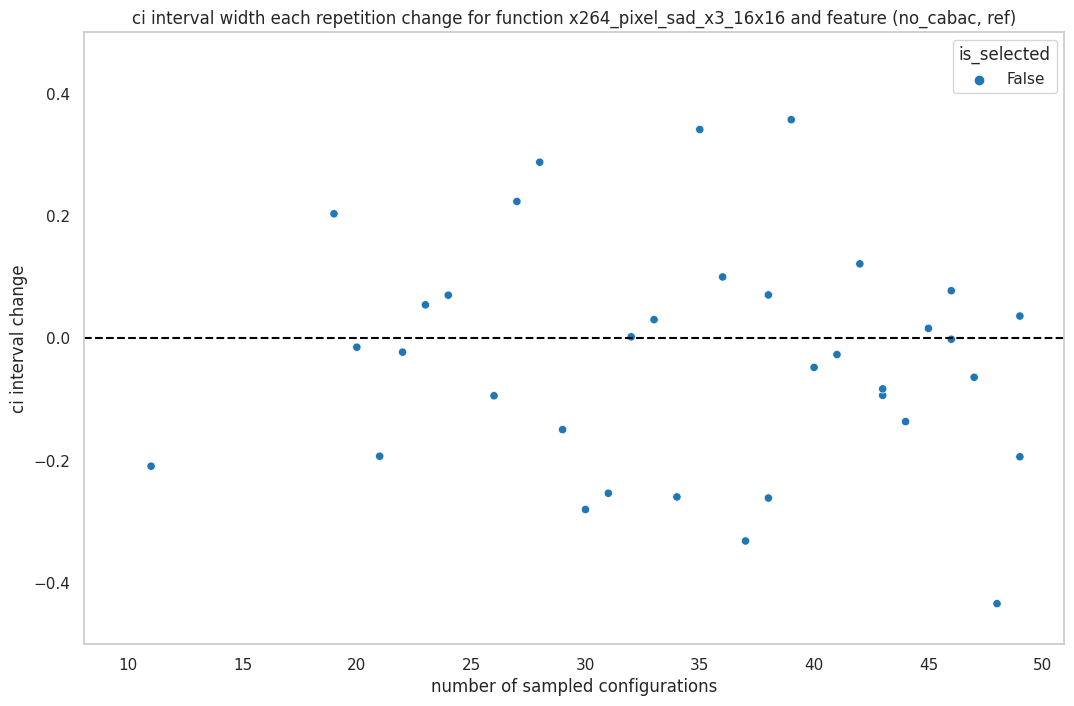 ci interval width each repetition change for function x264_pixel_sad_x3_16x16 and feature (no_cabac, ref)
is_selected
False
0.4
0.2
0.0
−0.2
−0.4
ci interval change
10 15 20 25 30 35 40 45 50
number of sampled configurations